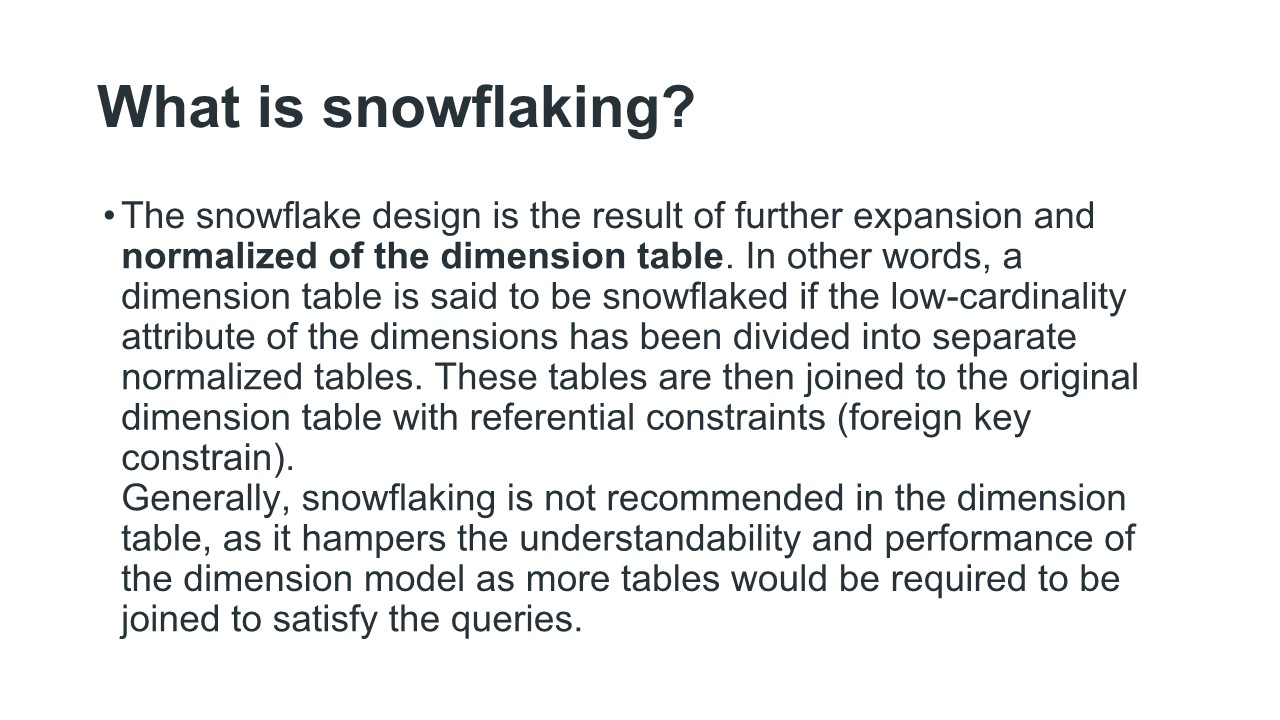 What is snowflaking?
• The snowflake design is the result of further expansion and
normalized of the dimension table. In other words, a
dimension table is said to be snowflaked if the low-cardinality
attribute of the dimensions has been divided into separate
normalized tables. These tables are then joined to the original
dimension table with referential constraints (foreign key
constrain).
Generally, snowflaking is not recommended in the dimension
table, as it hampers the understandability and performance of
the dimension model as more tables would be required to be
joined to satisfy the queries.